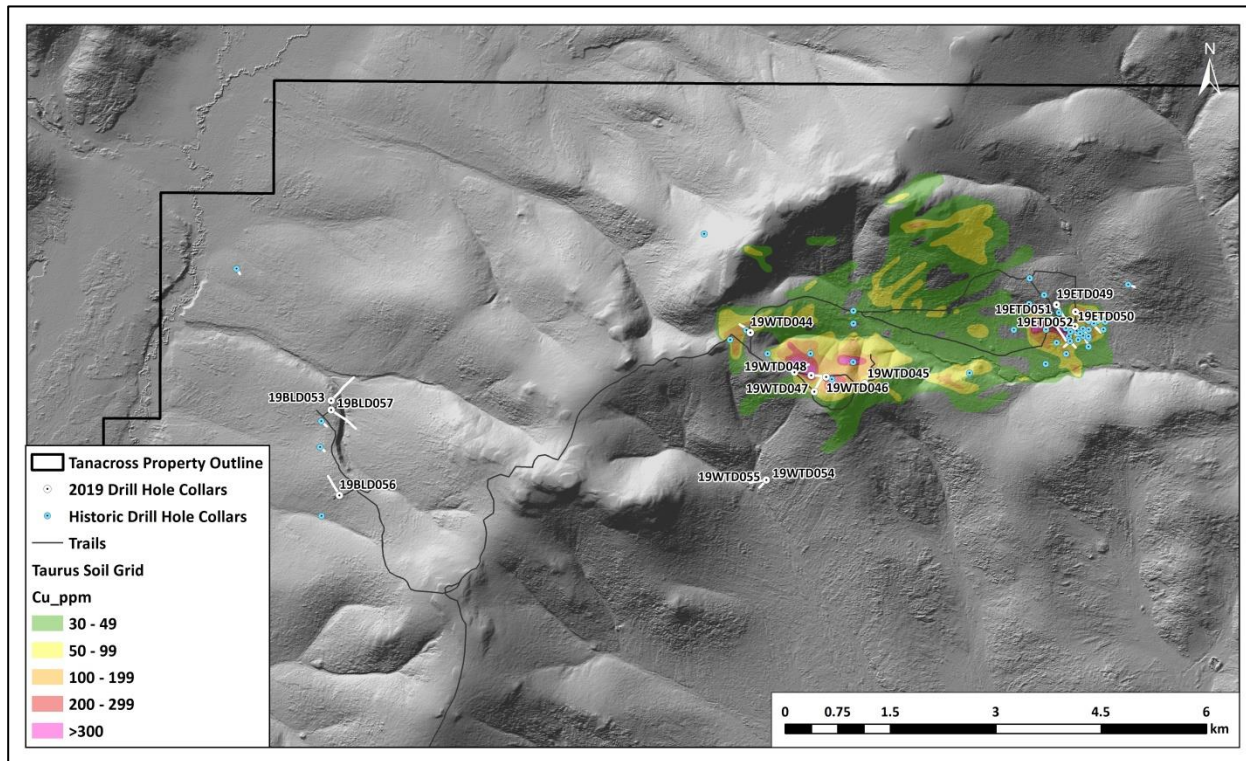 N
19ETD049
19ETD051
19ETD050
19ETD052
19WTD044
19WTD048
19WTD045
19WTD047
19WTD046
19BLD053
19BLD057
19WTD055
19WTD054
19BLD056
Tanacross Property Outline
2019 Drill Hole Collars
Historic Drill Hole Collars
Trails
Taurus Soil Grid
Cu_ppm
30 - 49
50 - 99
100 - 199
200 - 299
>300
0 0.75 1.5 3 4.5 6
km